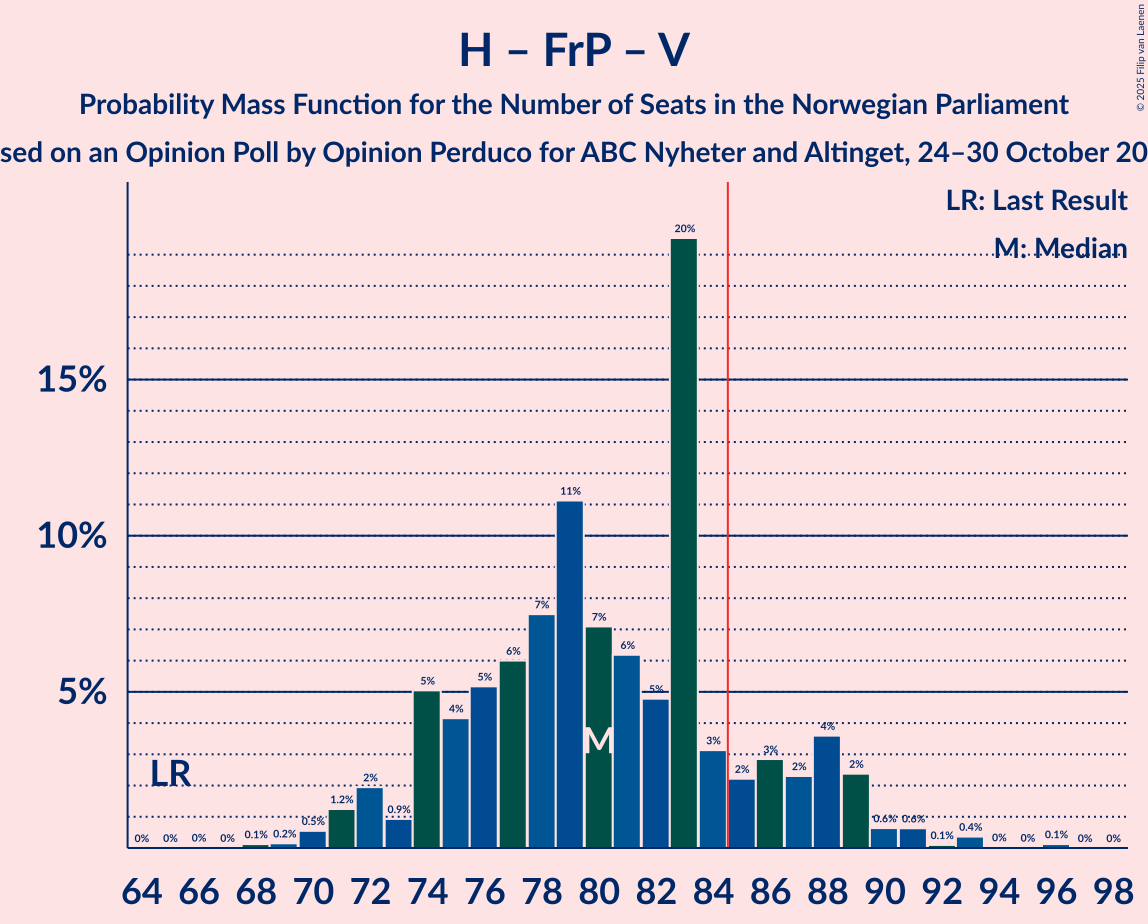 H – FrP – V
Probability Mass Function for the Number of Seats in the Norwegian Parliament
sed on an Opinion Poll by Opinion Perduco for ABC Nyheter and Altinget, 24–30 October 20
© 2025 Filip van Laenen
LR: Last Result
M: Median
15%
10%
5%
LR
M
0% 0% 0% 0% 0.1% 0.2% 0.5% 1.2% 2% 0.9% 5% 4% 5% 6% 7% 11% 7% 6% 5% 20% 3% 2% 3% 2% 4% 2% 0.6% 0.6% 0.1% 0.4% 0% 0% 0.1% 0% 0%
64 66 68 70 72 74 76 78 80 82 84 86 88 90 92 94 96 98